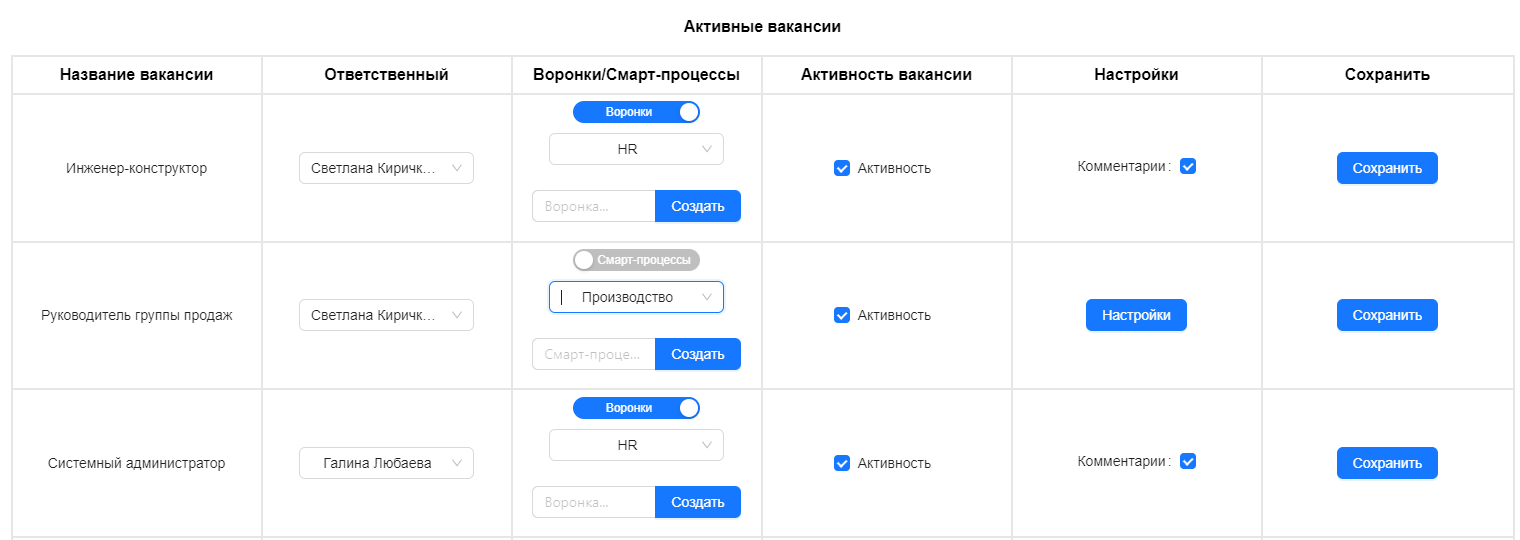 Активные вакансии
Название вакансии Ответственный Воронки/Смарт-процессы Активность вакансии Настройки Сохранить
Воронки
HR
Инженер-конструктор Светлана Киричк... Активность Комментарии: Сохранить
Воронка... Создать
Смарт-процессы
Производство
Руководитель группы продаж Светлана Киричк... Активность Настройки Сохранить
Смарт-проце... Создать
Воронки
HR
Системный администратор Галина Любаева Активность Комментарии: Сохранить
Воронка... Создать